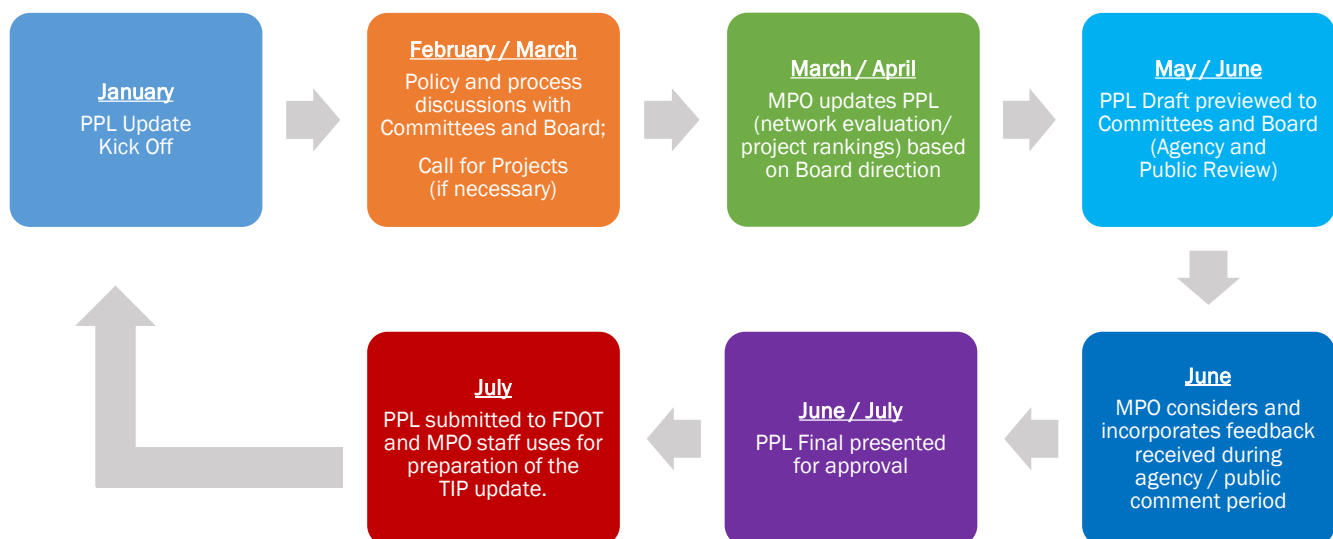 January
PPL Update
Kick Off
February / March
Policy and process
discussions with
Committees and Board;
Call for Projects
(if necessary)
March / April
MPO updates PPL
(network evaluation/
project rankings) based
on Board direction
May / June
PPL Draft previewed to
Committees and Board
(Agency and
Public Review)
June
MPO considers and
incorporates feedback
received during
agency / public
comment period
June / July
PPL Final presented
for approval
July
PPL submitted to FDOT
and MPO staff uses for
preparation of the
TIP update.